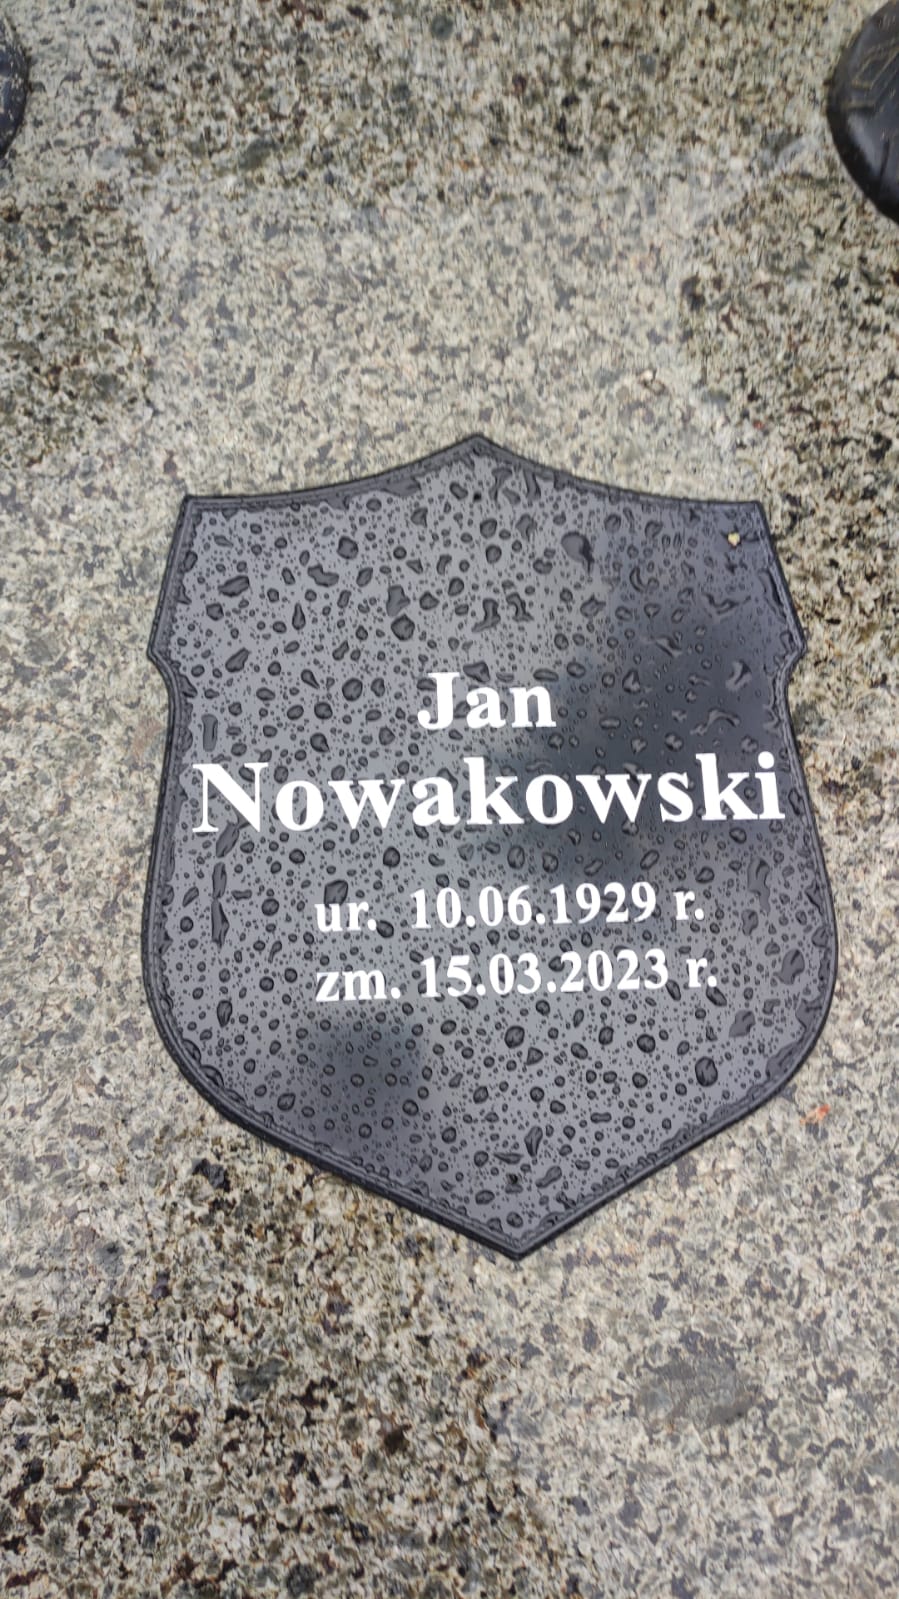 Jan
Nowakowski
ur. 10.06.1929 r.
zm. 15.03.2023 r.